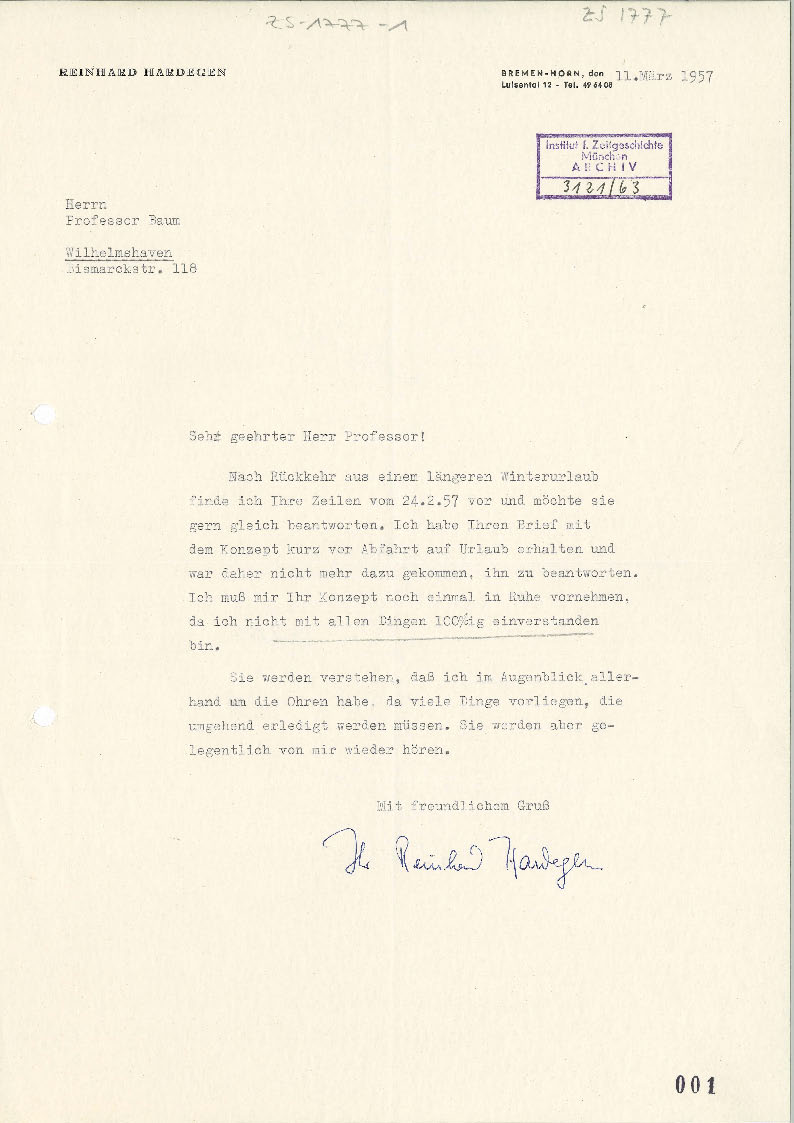 ZS-1777-1
ZS 1777
REINHARD HARDEGEN
BREMEN-HORN, den 11.März 1957
Luisental 12 - Tel. 49 64 08
Institut f. Zeitgeschichte
München
ARCHIV
3121/63
Herrn
Professor Baum
Wilhelmshaven
Bismarckstr. 118
Sehr geehrter Herr Professor!
Nach Rückkehr aus einem längeren Winterurlaub
finde ich Ihre Zeilen vom 24.2.57 vor und möchte sie
gern gleich beantworten. Ich habe Ihren Brief mit
dem Konzept kurz vor Abfahrt auf Urlaub erhalten und
war daher nicht mehr dazu gekommen, ihn zu beantworten.
Ich muß mir Ihr Konzept noch einmal in Ruhe vornehmen,
da ich nicht mit allen Dingen 100%ig einverstanden
bin.
Sie werden verstehen, daß ich im Augenblick aller-
hand um die Ohren habe, da viele Dinge vorliegen, die
umgehend erledigt werden müssen. Sie werden aber ge-
legentlich von mir wieder hören.
Mit freundlichem Gruß
Ihr Reinhard Hardegen
001